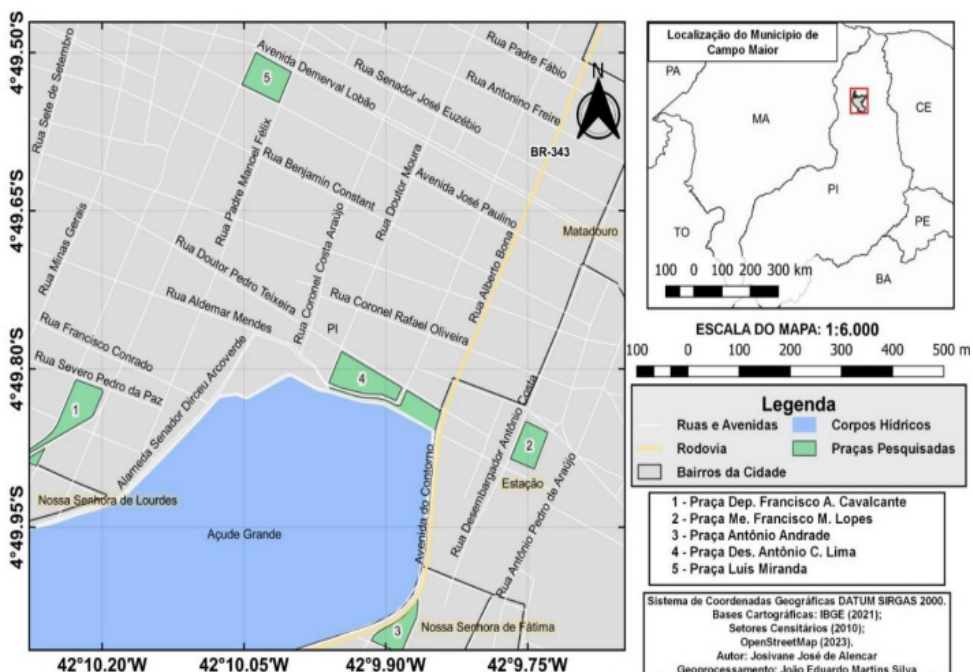 4°49.50'S
4°49.65'S
4°49.80'S
4°49.95'S
42°10.20'W
42°10.05'W
42°9.90'W
42°9.75'W
Rua Sete de Setembro
Avenida Demerval Lobão
Rua Senador José Euzébio
Rua Padre Fábio
Rua Antonino Freire
N
BR-343
5
Rua Padre Manoel Félix
Rua Benjamin Constant
Rua Doutor Moura
Avenida José Paulino
Matadouro
Rua Minas Gerais
Rua Doutor Pedro Teixeira
Rua Coronel Costa Araújo
Rua Alberto Bona
Rua Aldemar Mendes
Rua Coronel Rafael Oliveira
PI
Rua Francisco Conrado
Rua Severo Pedro da Paz
Alameda Senador Dirceu Arcoverde
4
1
2
Rua Desembargador Antônio Costa
Estação
Rua Antônio Pedro de Araújo
Nossa Senhora de Lourdes
Açude Grande
Avenida do Contorno
3
Nossa Senhora de Fátima
Localização do Município de
Campo Maior
PA
MA
CE
PI
TO
PE
BA
100 0 100 200 300 km
ESCALA DO MAPA: 1:6.000
100 0 100 200 300 400 500 m
Legenda
Ruas e Avenidas
Corpos Hídricos
Rodovia
Praças Pesquisadas
Bairros da Cidade
1 - Praça Dep. Francisco A. Cavalcante
2 - Praça Me. Francisco M. Lopes
3 - Praça Antônio Andrade
4 - Praça Des. Antônio C. Lima
5 - Praça Luís Miranda
Sistema de Coordenadas Geográficas DATUM SIRGAS 2000.
Bases Cartográficas: IBGE (2021);
Setores Censitários (2010);
OpenStreetMap (2023).
Autor: Josivane José de Alencar
Geoprocessamento: João Eduardo Martins Silva